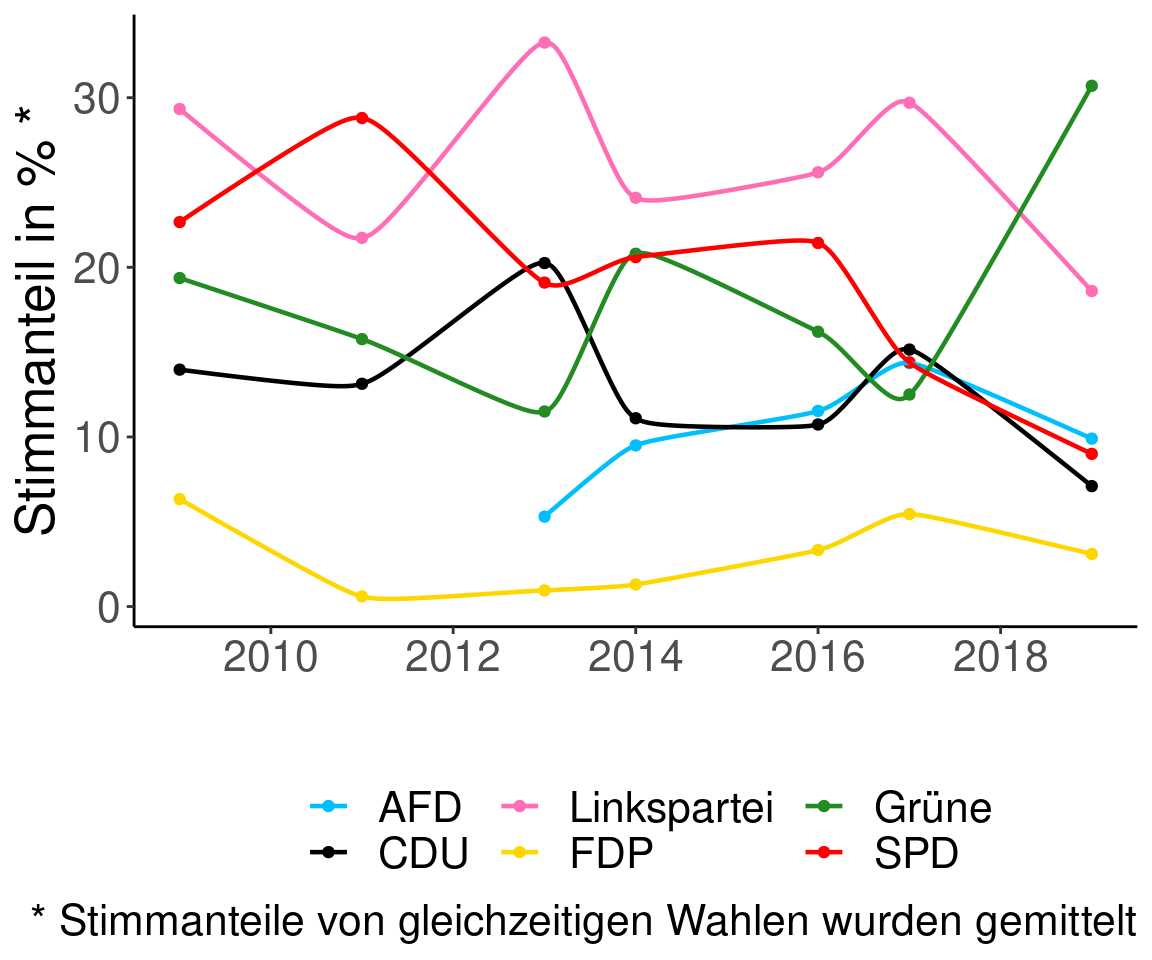 Stimmanteil in % *
30
20
10
0
2010 2012 2014 2016 2018
AFD Linkspartei Grüne
CDU FDP SPD
* Stimmanteile von gleichzeitigen Wahlen wurden gemittelt